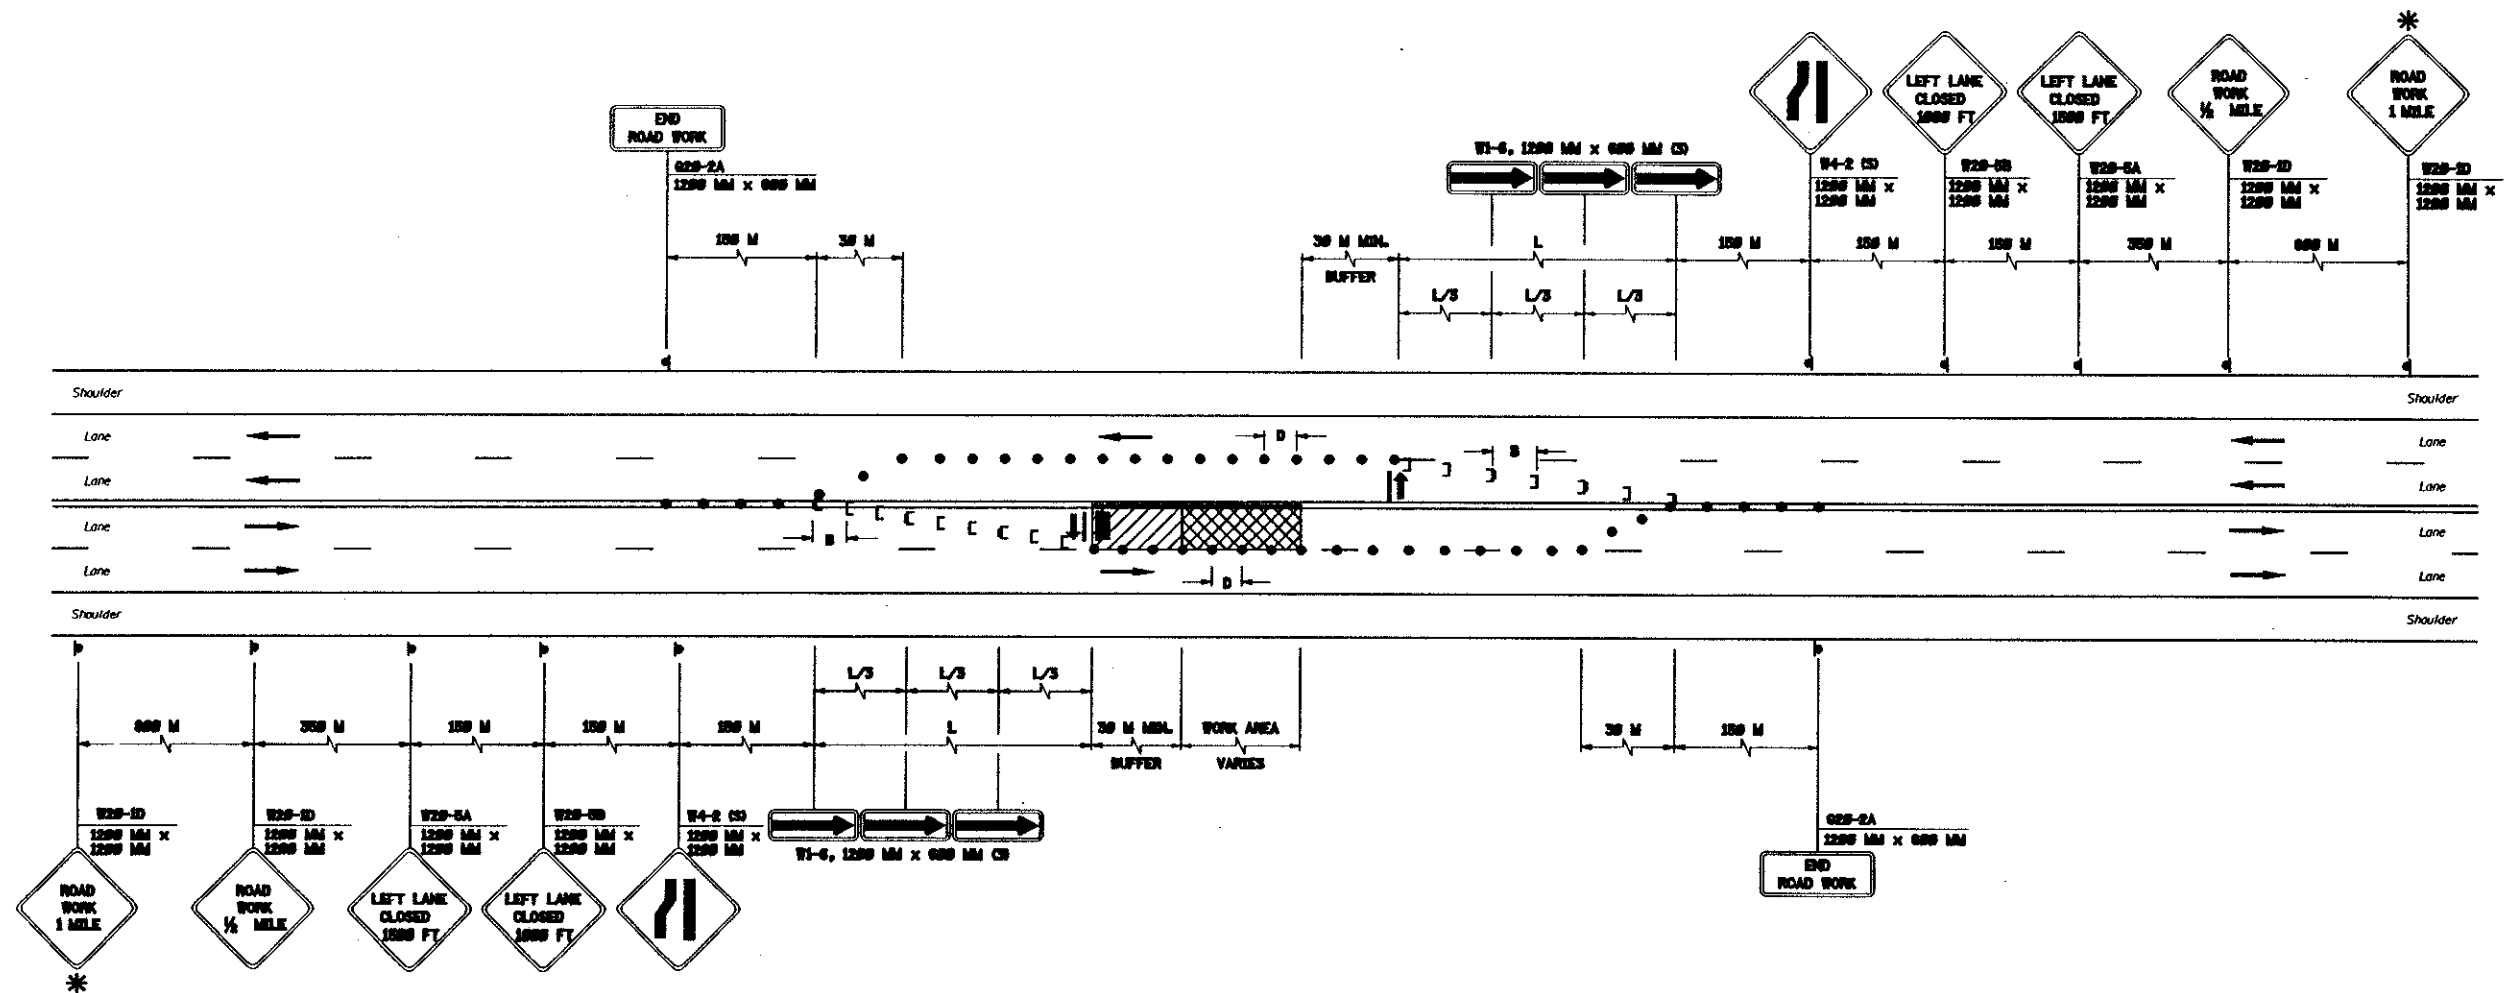 ROAD
WORK
1 MILE
ROAD
WORK
½ MILE
LEFT LANE
CLOSED
1500 FT
LEFT LANE
CLOSED
1000 FT
END
ROAD WORK
G20-2A
1200 MM x 600 MM
W1-6, 1200 MM x 600 MM (3)
W4-2 (S)
1200 MM x
1200 MM
W20-5B
1200 MM x
1200 MM
W20-5A
1200 MM x
1200 MM
W20-1D
1200 MM x
1200 MM
W20-1D
1200 MM x
1200 MM
150 M
30 M
30 M MIN.
BUFFER
L
150 M
150 M
150 M
350 M
800 M
L/3
L/3
L/3
Shoulder
Shoulder
Lane
D
Lane
B
Lane
Lane
Lane
Lane
B
Lane
D
Lane
Shoulder
Shoulder
L/3
L/3
L/3
800 M
350 M
150 M
150 M
150 M
L
30 M MIN.
BUFFER
WORK AREA
VARIES
30 M
150 M
W20-1D
1200 MM x
1200 MM
W20-1D
1200 MM x
1200 MM
W20-5A
1200 MM x
1200 MM
W20-5B
1200 MM x
1200 MM
W4-2 (S)
1200 MM x
1200 MM
W1-6, 1200 MM x 600 MM (3)
G20-2A
1200 MM x 600 MM
END
ROAD WORK
ROAD
WORK
1 MILE
ROAD
WORK
½ MILE
LEFT LANE
CLOSED
1500 FT
LEFT LANE
CLOSED
1000 FT